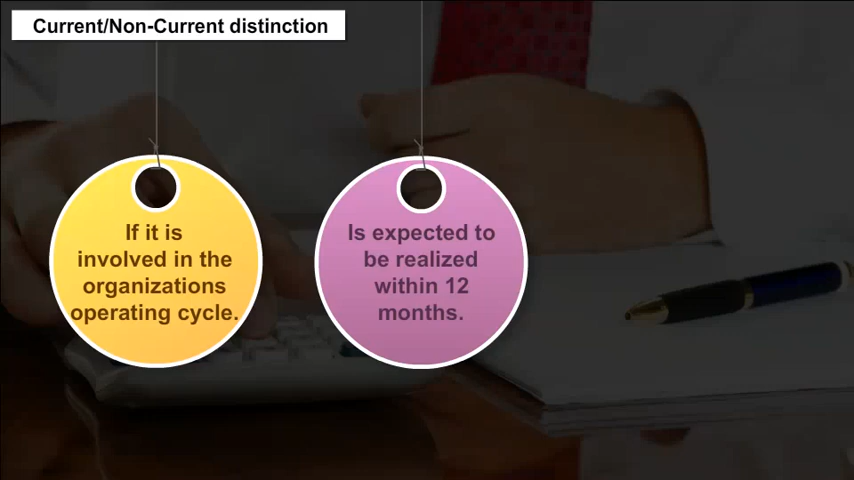 Current/Non-Current distinction
If it is
involved in the
organizations
operating cycle.
Is expected to
be realized
within 12
months.